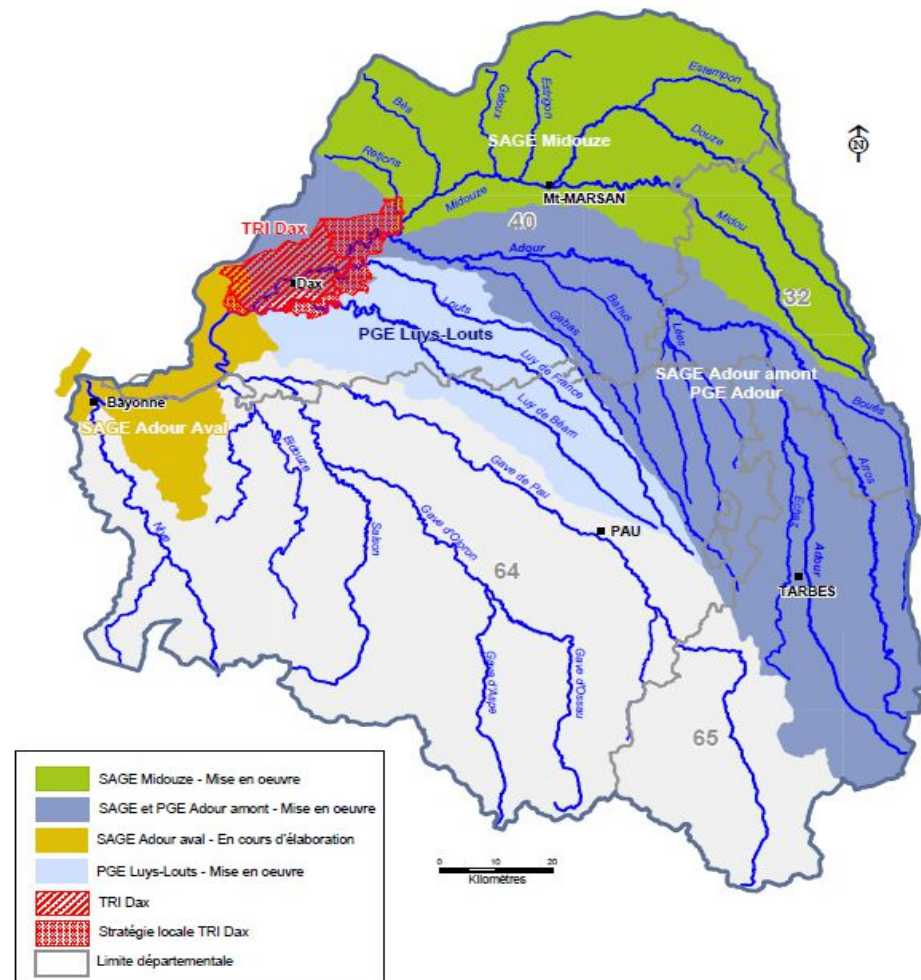 Estempon
Galoux
Estrigon
Bès
Douze
SAGE Midouze
N
Retjons
Midouze
Mt-MARSAN
Midou
40
TRI Dax
Adour
Dax
32
Louts
Gabas
Bahus
Lées
PGE Luys-Louts
Luy de France
SAGE Adour amont
PGE Adour
Luy de Béarn
Bouès
Bayonne
SAGE Adour Aval
Arros
Bidouze
Gave de Pau
Echez
Adour
Nive
Saison
Gave d'Oloron
PAU
64
TARBES
Gave d'Aspe
Gave d'Ossau
65
SAGE Midouze - Mise en oeuvre
SAGE et PGE Adour amont - Mise en oeuvre
SAGE Adour aval - En cours d'élaboration
PGE Luys-Louts - Mise en oeuvre
TRI Dax
Stratégie locale TRI Dax
Limite départementale
0 10 20
Kilomètres